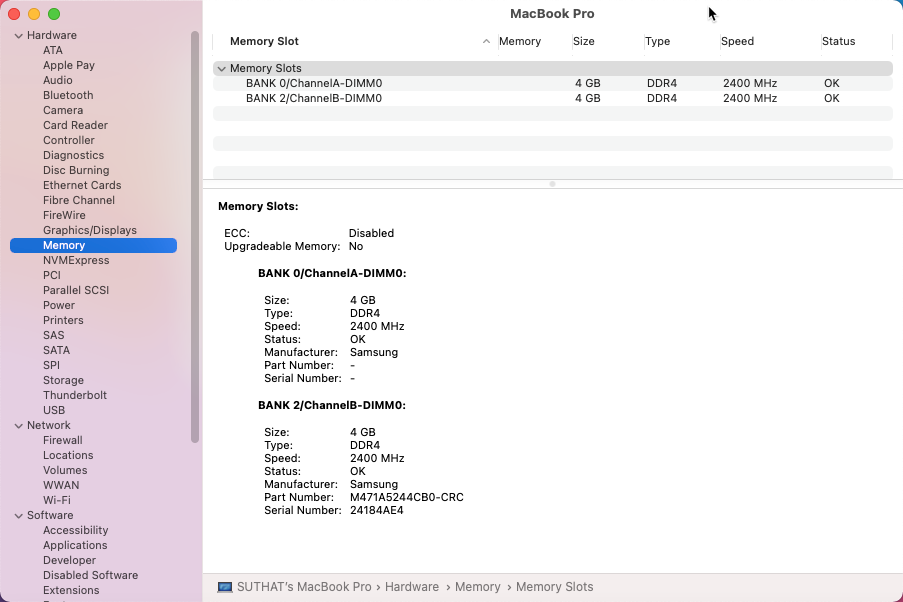 MacBook Pro
Hardware
ATA
Apple Pay
Audio
Bluetooth
Camera
Card Reader
Controller
Diagnostics
Disc Burning
Ethernet Cards
Fibre Channel
FireWire
Graphics/Displays
Memory
NVMExpress
PCI
Parallel SCSI
Power
Printers
SAS
SATA
SPI
Storage
Thunderbolt
USB
Network
Firewall
Locations
Volumes
WWAN
Wi-Fi
Software
Accessibility
Applications
Developer
Disabled Software
Extensions
Memory Slot Memory Size Type Speed Status
Memory Slots
BANK 0/ChannelA-DIMM0 4 GB DDR4 2400 MHz OK
BANK 2/ChannelB-DIMM0 4 GB DDR4 2400 MHz OK
Memory Slots:
ECC: Disabled
Upgradeable Memory: No
BANK 0/ChannelA-DIMM0:
Size: 4 GB
Type: DDR4
Speed: 2400 MHz
Status: OK
Manufacturer: Samsung
Part Number: -
Serial Number: -
BANK 2/ChannelB-DIMM0:
Size: 4 GB
Type: DDR4
Speed: 2400 MHz
Status: OK
Manufacturer: Samsung
Part Number: M471A5244CB0-CRC
Serial Number: 24184AE4
SUTHAT's MacBook Pro › Hardware › Memory › Memory Slots